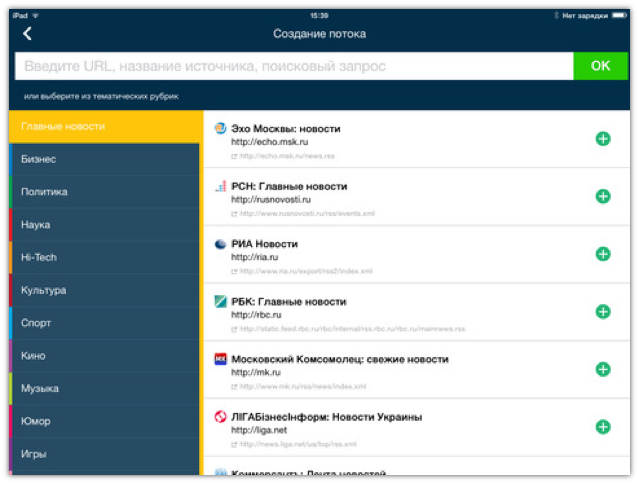 iPad
15:39
Нет зарядки
Создание потока
Введите URL, название источника, поисковый запрос
OK
или выберите из тематических рубрик
Главные новости
Бизнес
Политика
Наука
Hi-Tech
Культура
Спорт
Кино
Музыка
Юмор
Игры
Эхо Москвы: новости
http://echo.msk.ru
http://echo.msk.ru/news.rss
РСН: Главные новости
http://rusnovosti.ru
http://www.rusnovosti.ru/rss/events.xml
РИА Новости
http://ria.ru
http://www.ria.ru/export/rss2/index.xml
РБК: Главные новости
http://rbc.ru
http://static.feed.rbc.ru/rbc/internal/rss.rbc.ru/rbc.ru/mainnews.rss
МК
Московский Комсомолец: свежие новости
http://mk.ru
http://www.mk.ru/rss/news/index.xml
ЛІГАБізнесІнформ: Новости Украины
http://liga.net
http://news.liga.net/ua/top/rss.xml
Коммерсантъ: Лента новостей